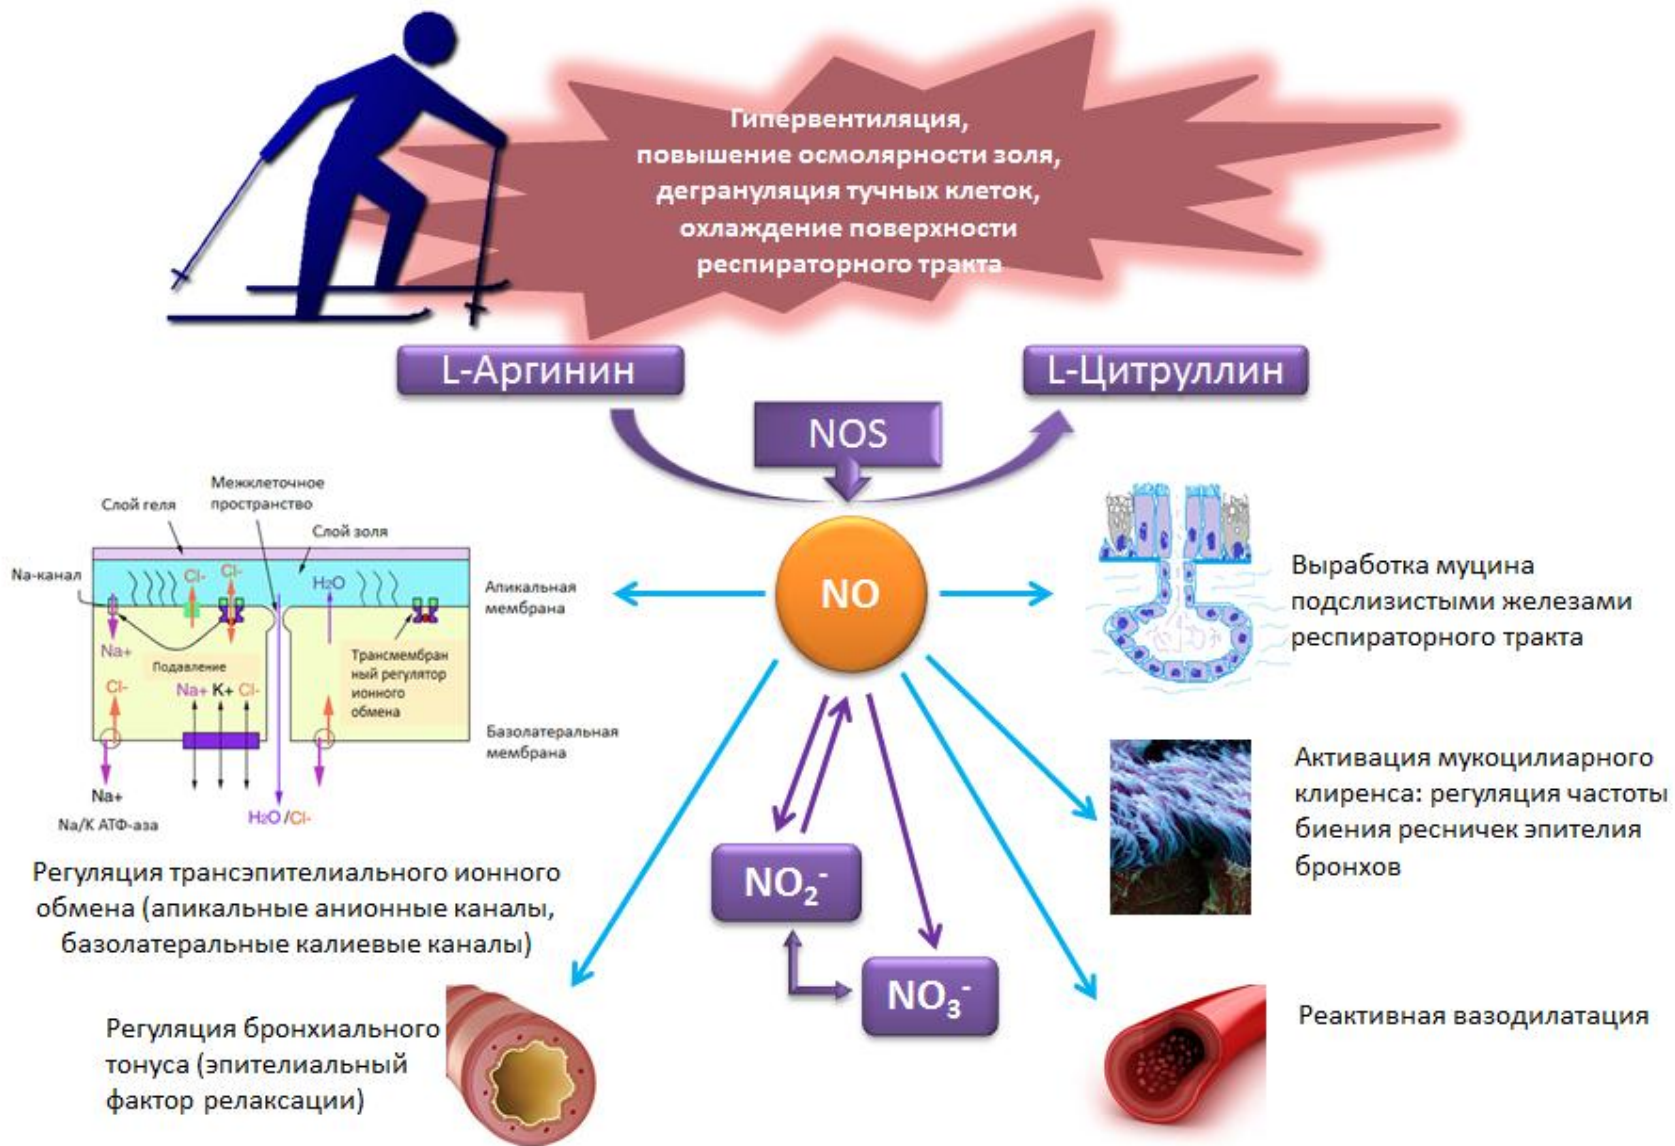 Гипервентиляция,
повышение осмолярности золя,
дегрануляция тучных клеток,
охлаждение поверхности
респираторного тракта
L-Аргинин
L-Цитруллин
NOS
NO
Межклеточное
пространство
Слой геля
Слой золя
Na-канал
Cl-
Cl-
H2O
Апикальная
мембрана
Na+
Подавление
Трансмембран
ный регулятор
ионного
обмена
Cl-
Na+ K+ Cl-
Базолатеральная
мембрана
Na+
Na/K АТФ-аза
H2O /Cl-
Регуляция трансэпителиального ионного
обмена (апикальные анионные каналы,
базолатеральные калиевые каналы)
Регуляция бронхиального
тонуса (эпителиальный
фактор релаксации)
NO₂⁻
NO₃⁻
Выработка муцина
подслизистыми железами
респираторного тракта
Активация мукоцилиарного
клиренса: регуляция частоты
биения ресничек эпителия
бронхов
Реактивная вазодилатация